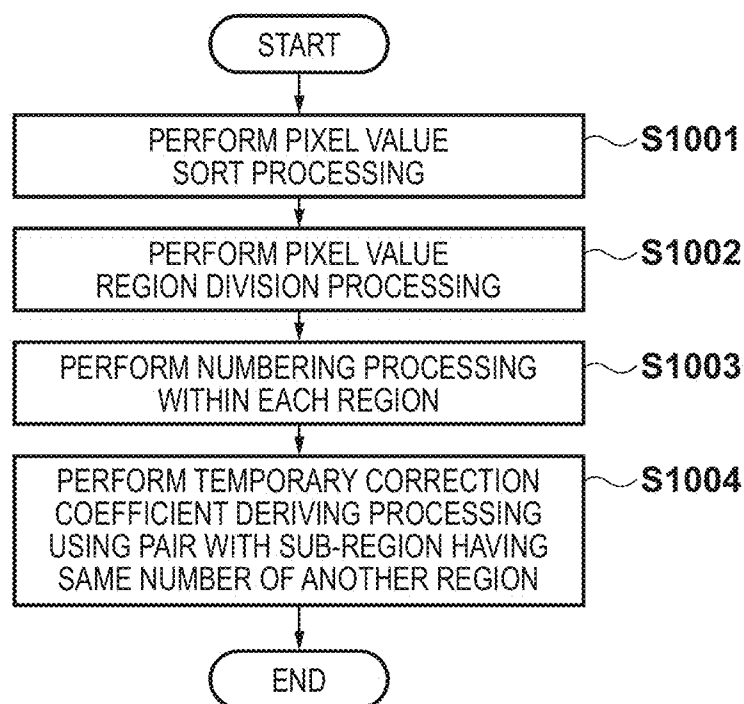 START
PERFORM PIXEL VALUE
SORT PROCESSING
S1001
PERFORM PIXEL VALUE
REGION DIVISION PROCESSING
S1002
PERFORM NUMBERING PROCESSING
WITHIN EACH REGION
S1003
PERFORM TEMPORARY CORRECTION
COEFFICIENT DERIVING PROCESSING
USING PAIR WITH SUB-REGION HAVING
SAME NUMBER OF ANOTHER REGION
S1004
END